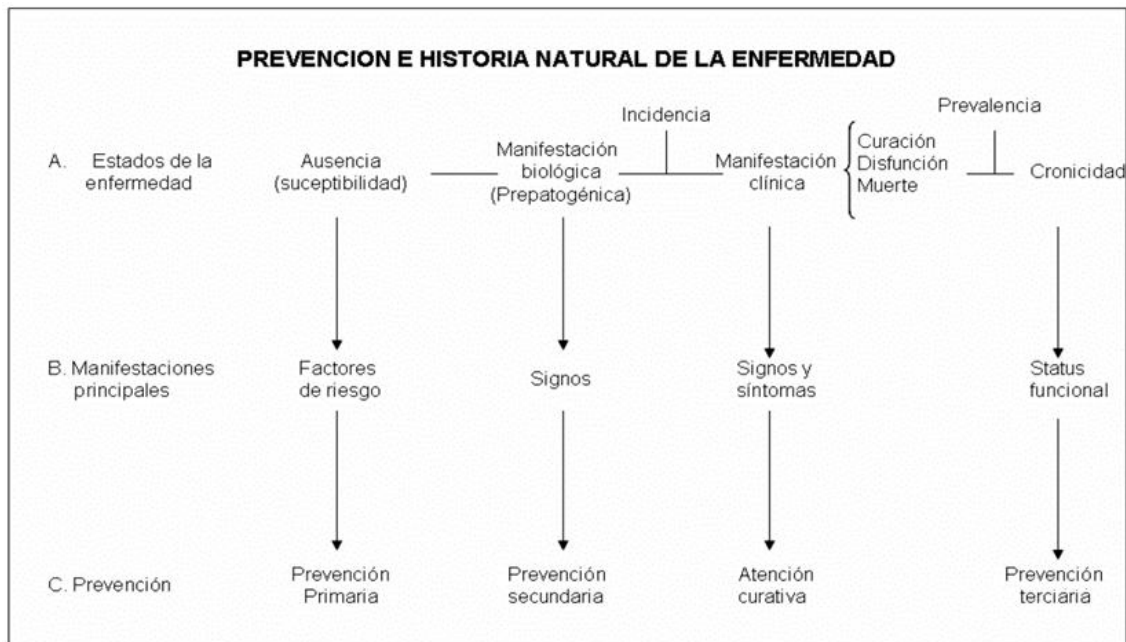 PREVENCION E HISTORIA NATURAL DE LA ENFERMEDAD
Incidencia
Prevalencia
A. Estados de la
enfermedad
Ausencia
(suceptibilidad)
Manifestación
biológica
(Prepatogénica)
Manifestación
clínica
Curación
Disfunción
Muerte
Cronicidad
B. Manifestaciones
principales
Factores
de riesgo
Signos
Signos y
síntomas
Status
funcional
C. Prevención
Prevención
Primaria
Prevención
secundaria
Atención
curativa
Prevención
terciaria